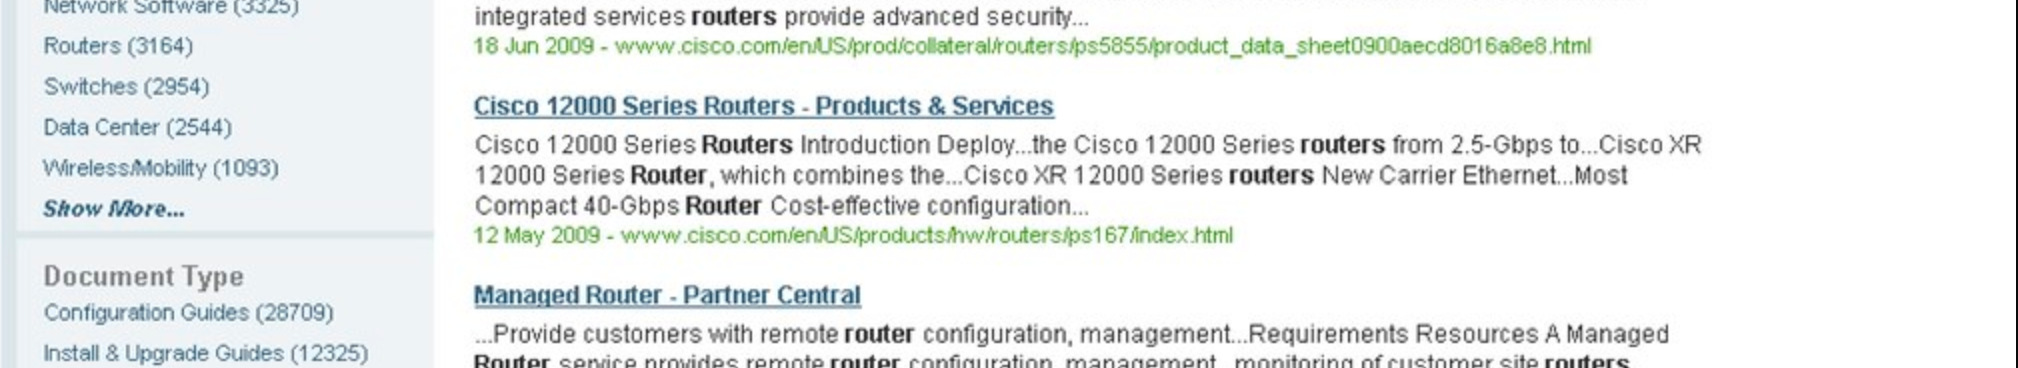 Network Software (3325)
Routers (3164)
Switches (2954)
Data Center (2544)
Wireless/Mobility (1093)
Show More...
Document Type
Configuration Guides (28709)
Install & Upgrade Guides (12325)
integrated services routers provide advanced security...
18 Jun 2009 - www.cisco.com/en/US/prod/collateral/routers/ps5855/product_data_sheet0900aecd8016a8e8.html
Cisco 12000 Series Routers - Products & Services
Cisco 12000 Series Routers Introduction Deploy...the Cisco 12000 Series routers from 2.5-Gbps to...Cisco XR
12000 Series Router, which combines the...Cisco XR 12000 Series routers New Carrier Ethernet...Most
Compact 40-Gbps Router Cost-effective configuration...
12 May 2009 - www.cisco.com/en/US/products/hw/routers/ps167/index.html
Managed Router - Partner Central
...Provide customers with remote router configuration, management...Requirements Resources A Managed
Router service provides remote router configuration, management, monitoring of customer site routers